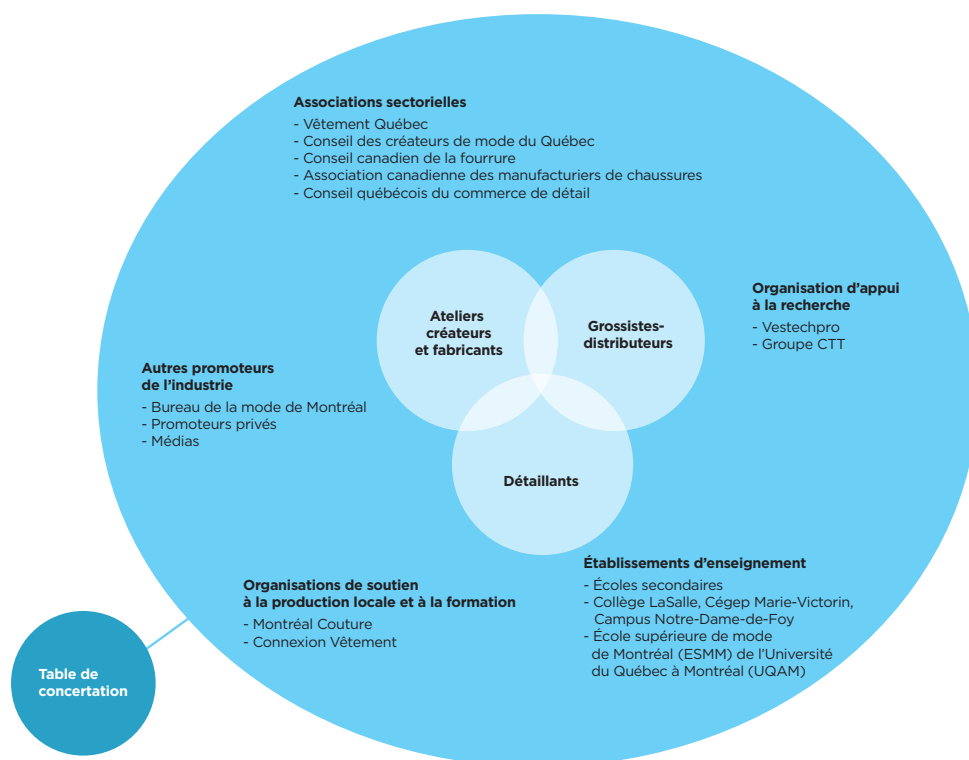 Associations sectorielles
- Vêtement Québec
- Conseil des créateurs de mode du Québec
- Conseil canadien de la fourrure
- Association canadienne des manufacturiers de chaussures
- Conseil québécois du commerce de détail
Ateliers
créateurs
et fabricants
Grossistes-
distributeurs
Détaillants
Organisation d'appui
à la recherche
- Vestechpro
- Groupe CTT
Autres promoteurs
de l'industrie
- Bureau de la mode de Montréal
- Promoteurs privés
- Médias
Organisations de soutien
à la production locale et à la formation
- Montréal Couture
- Connexion Vêtement
Établissements d'enseignement
- Écoles secondaires
- Collège LaSalle, Cégep Marie-Victorin,
Campus Notre-Dame-de-Foy
- École supérieure de mode
de Montréal (ESMM) de l'Université
du Québec à Montréal (UQAM)
Table de
concertation